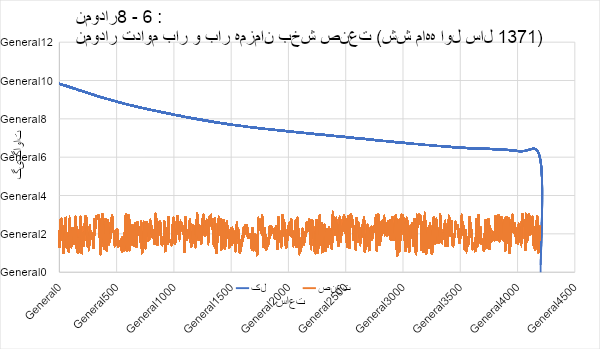 نمودار8 - 6 :
نمودار تداوم بار و بار همزمان بخش صنعت (شش ماهه اول سال 1371)
General12
General10
General8
General6
General4
General2
General0
گیگاوات
General0
General500
General1000
General1500
General2000
General2500
General3000
General3500
General4000
General4500
کل
صنعت
ساعت